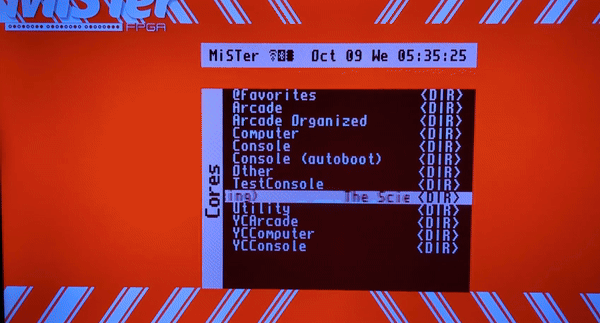 MiSTer
FPGA
MiSTer Oct 09 We 05:35:25
Cores
@Favorites <DIR>
Arcade <DIR>
Arcade Organized <DIR>
Computer <DIR>
Console <DIR>
Console (autoboot) <DIR>
Other <DIR>
TestConsole <DIR>
ing) The Scie <DIR>
Utility <DIR>
YCArcade <DIR>
YCComputer <DIR>
YCConsole <DIR>